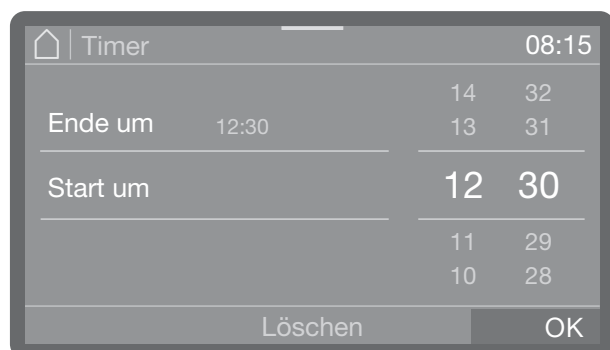 Timer 08:15
14 32
Ende um 12:30 13 31
Start um 12 30
11 29
10 28
Löschen OK